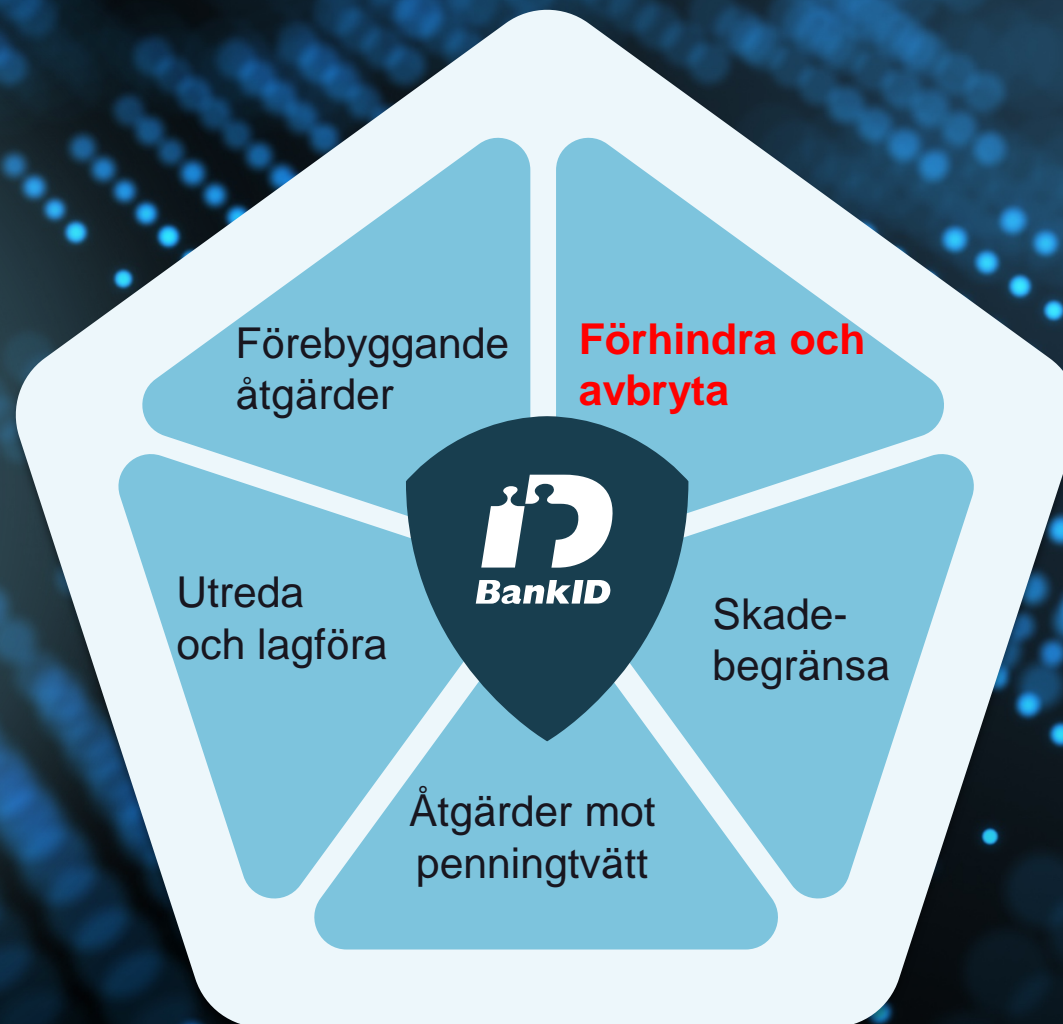 Förebyggande
åtgärder
Förhindra och
avbryta
BankID
Utreda
och lagföra
Skade-
begränsa
Åtgärder mot
penningtvätt